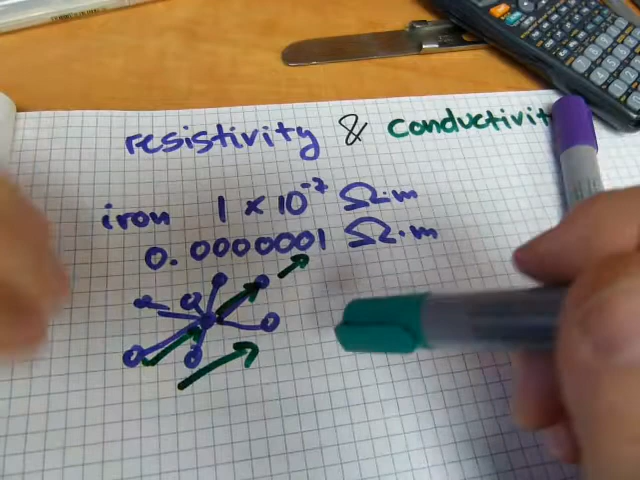 resistivity & conductivit
iron 1 × 10⁻⁷ Ω·m
0.0000001 Ω·m